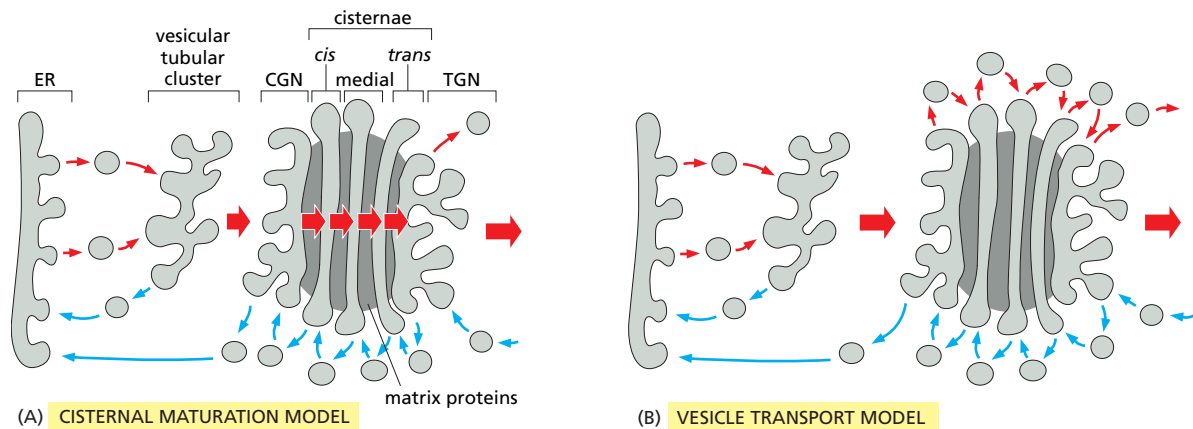 cisternae
vesicular
tubular
cluster
cis
trans
ER
CGN
medial
TGN
matrix proteins
(A) CISTERNAL MATURATION MODEL
(B) VESICLE TRANSPORT MODEL